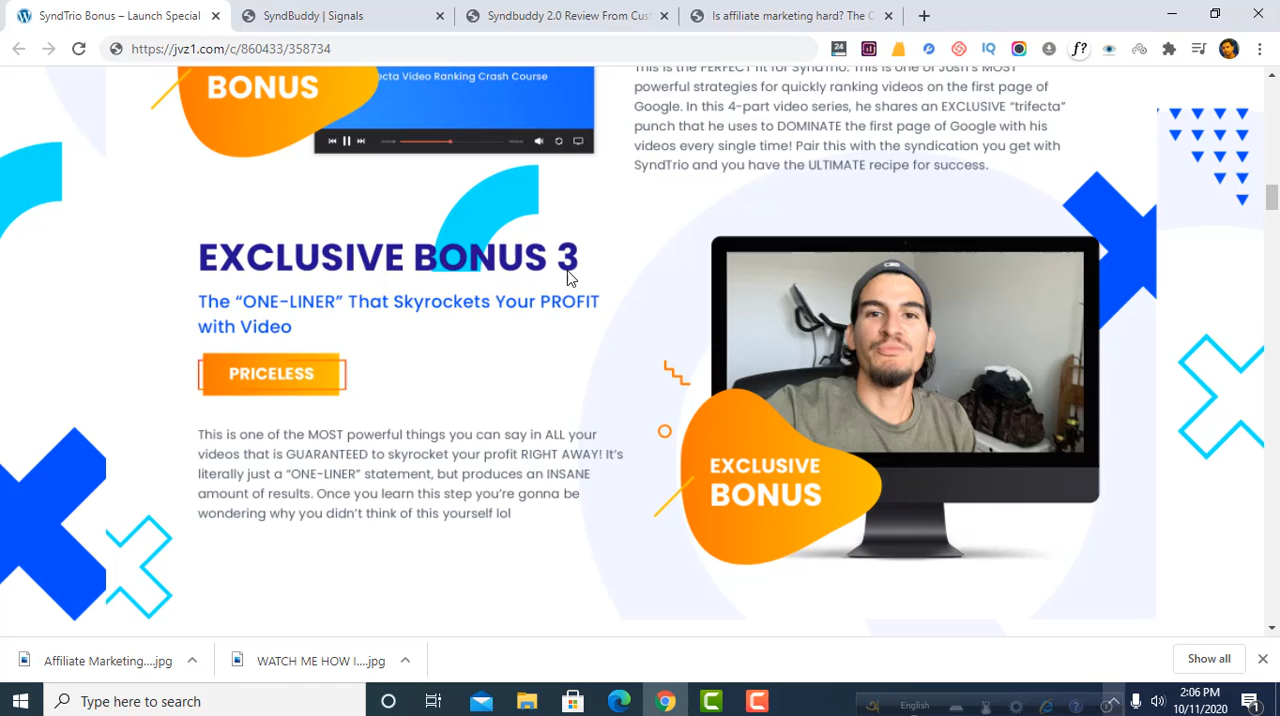 SyndTrio Bonus – Launch Special
SyndBuddy | Signals
Syndbuddy 2.0 Review From Cust
Is affiliate marketing hard? The C
https://jvz1.com/c/860433/358734
24
IQ
f?
BONUS
ecta Video Ranking Crash Course
This is the PERFECT fit for SyndTrio. This is one of Josh's MOST
powerful strategies for quickly ranking videos on the first page of
Google. In this 4-part video series, he shares an EXCLUSIVE “trifecta”
punch that he uses to DOMINATE the first page of Google with his
videos every single time! Pair this with the syndication you get with
SyndTrio and you have the ULTIMATE recipe for success.
EXCLUSIVE BONUS 3
The “ONE-LINER” That Skyrockets Your PROFIT
with Video
PRICELESS
This is one of the MOST powerful things you can say in ALL your
videos that is GUARANTEED to skyrocket your profit RIGHT AWAY! It's
literally just a “ONE-LINER” statement, but produces an INSANE
amount of results. Once you learn this step you're gonna be
wondering why you didn't think of this yourself lol
EXCLUSIVE
BONUS
Affiliate Marketing....jpg
WATCH ME HOW I....jpg
Show all
Type here to search
English
2:06 PM
10/11/2020